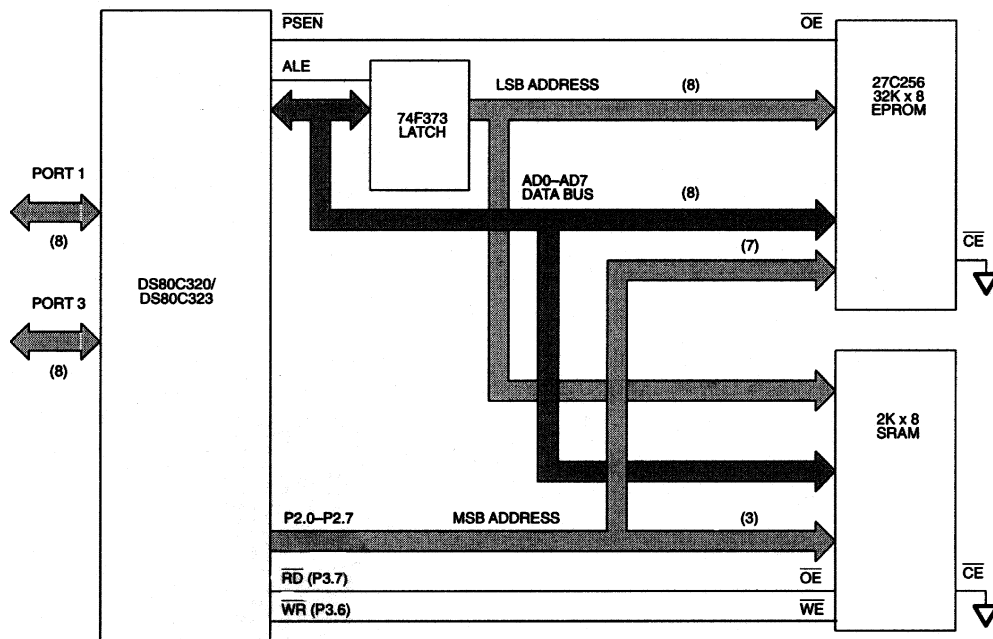 PSEN
OE
ALE
LSB ADDRESS
(8)
27C256
32K x 8
EPROM
74F373
LATCH
PORT 1
AD0–AD7
DATA BUS
(8)
(8)
(7)
CE
DS80C320/
DS80C323
PORT 3
(8)
2K x 8
SRAM
P2.0–P2.7
MSB ADDRESS
(3)
RD (P3.7)
OE
CE
WR (P3.6)
WE